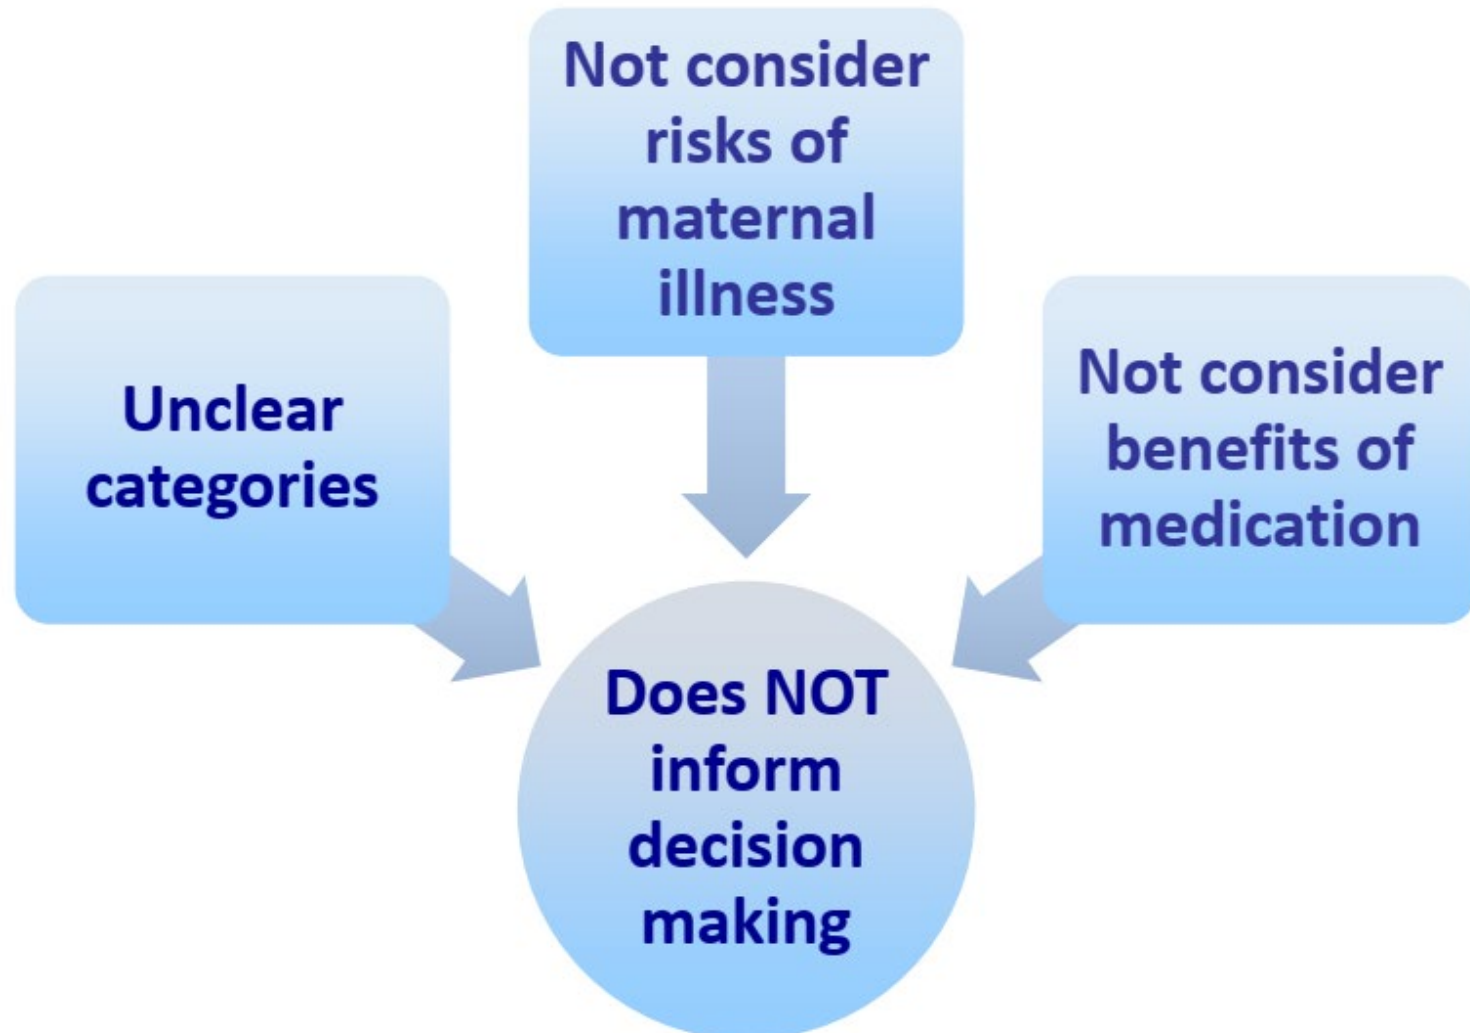 Not consider
risks of
maternal
illness
Unclear
categories
Not consider
benefits of
medication
Does NOT
inform
decision
making